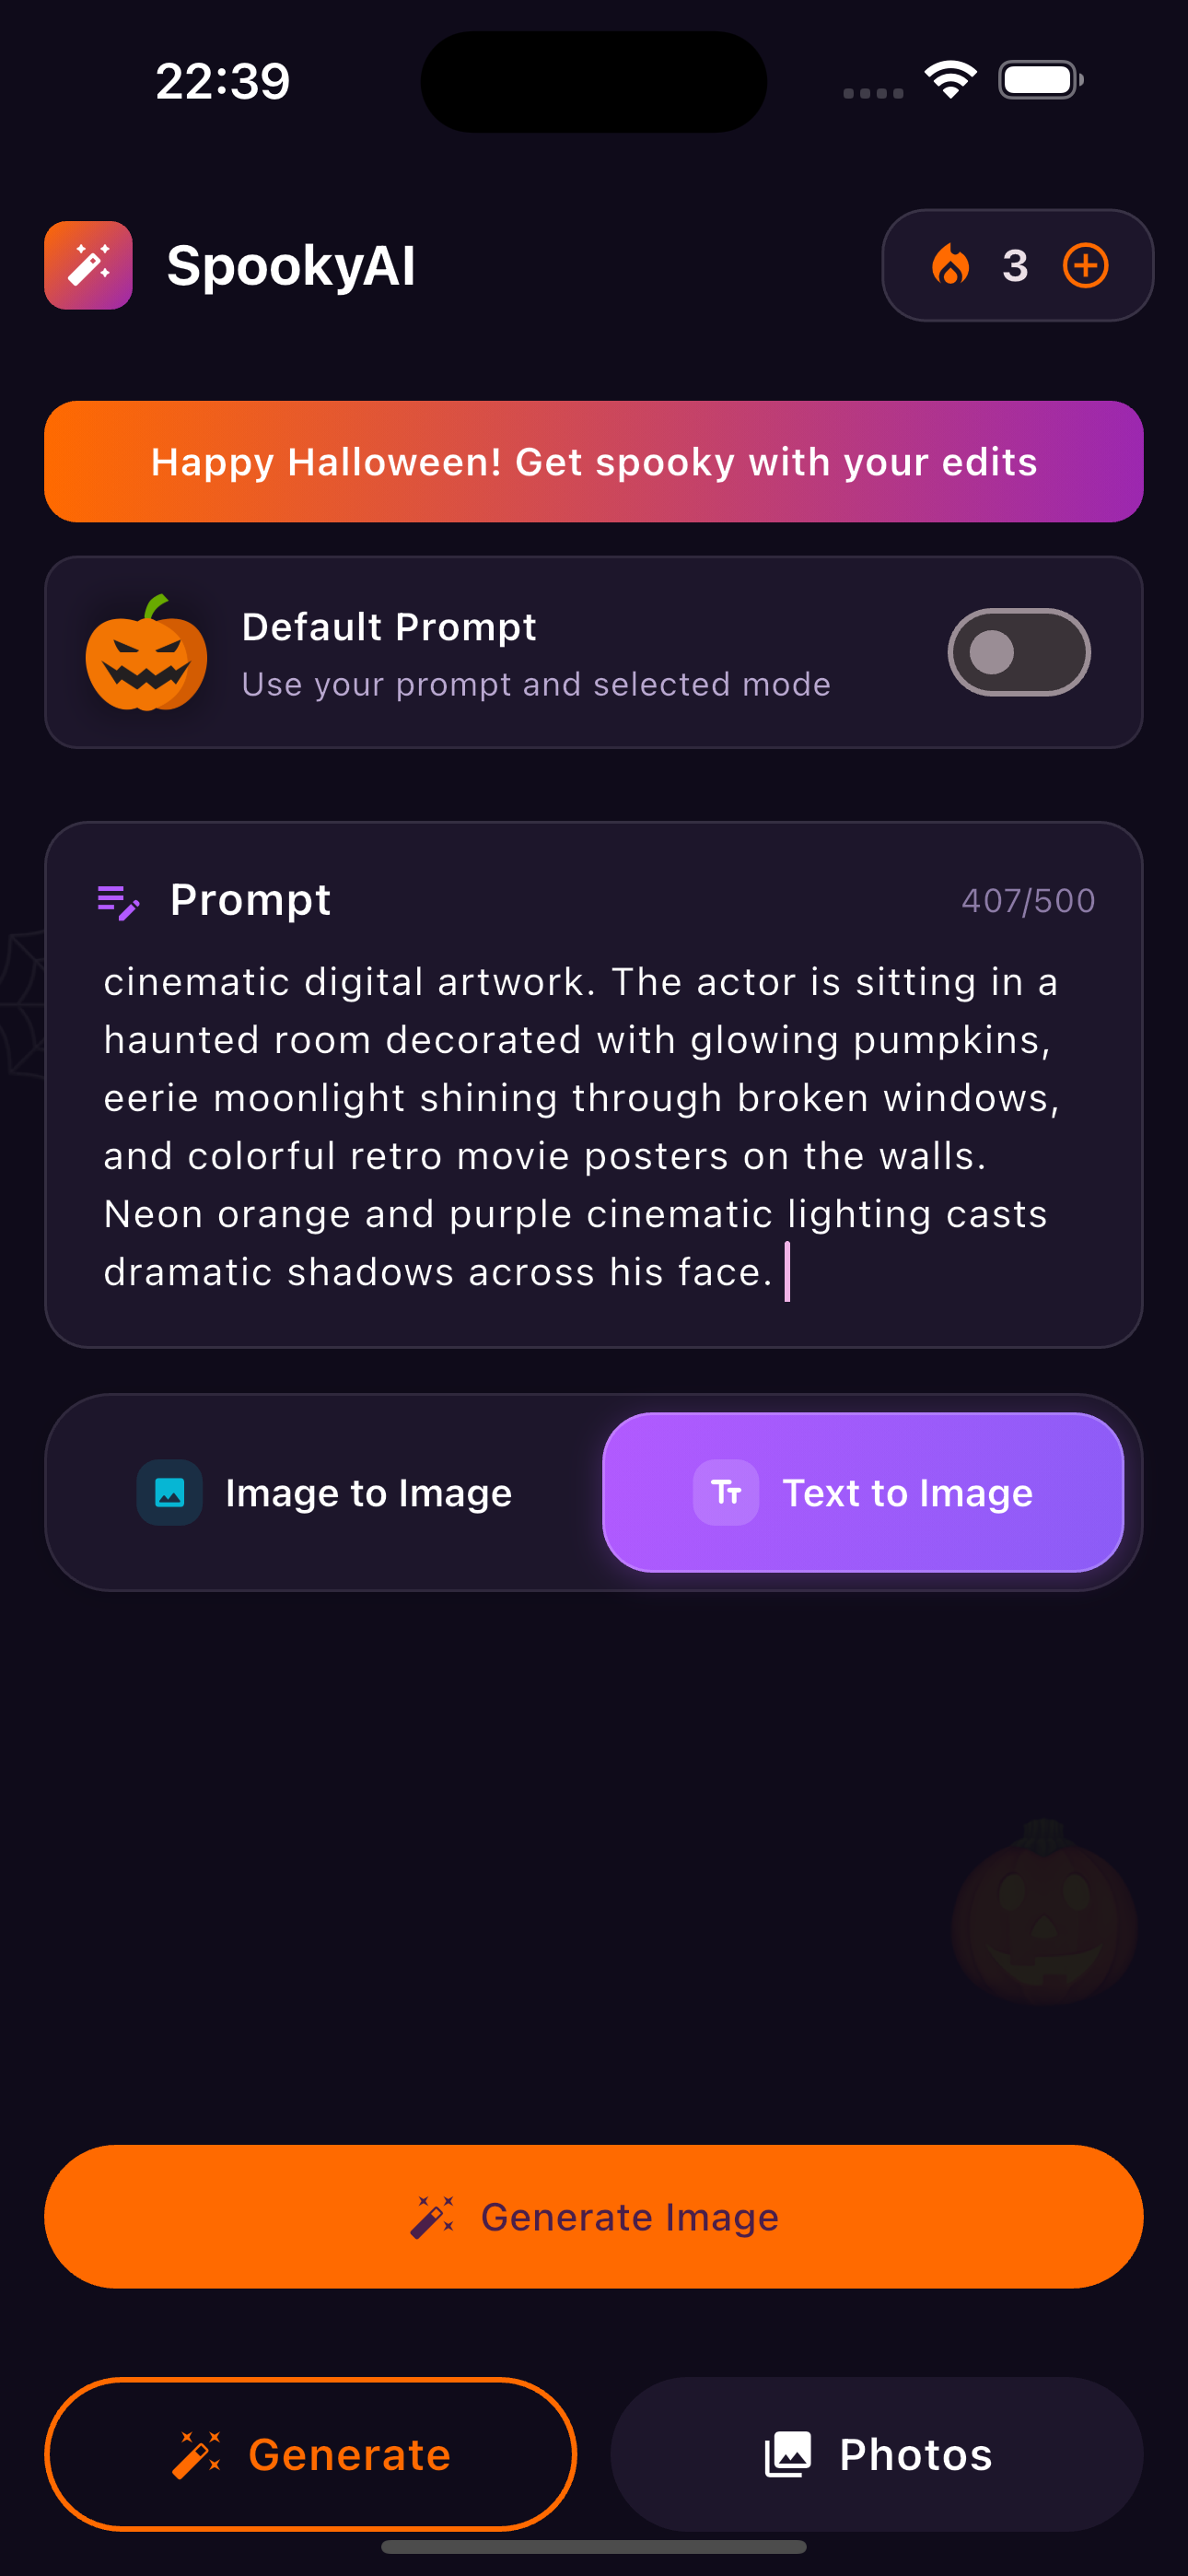 22:39
SpookyAI
3
Happy Halloween! Get spooky with your edits
Default Prompt
Use your prompt and selected mode
Prompt
407/500
cinematic digital artwork. The actor is sitting in a
haunted room decorated with glowing pumpkins,
eerie moonlight shining through broken windows,
and colorful retro movie posters on the walls.
Neon orange and purple cinematic lighting casts
dramatic shadows across his face.
Image to Image
Text to Image
Generate Image
Generate
Photos